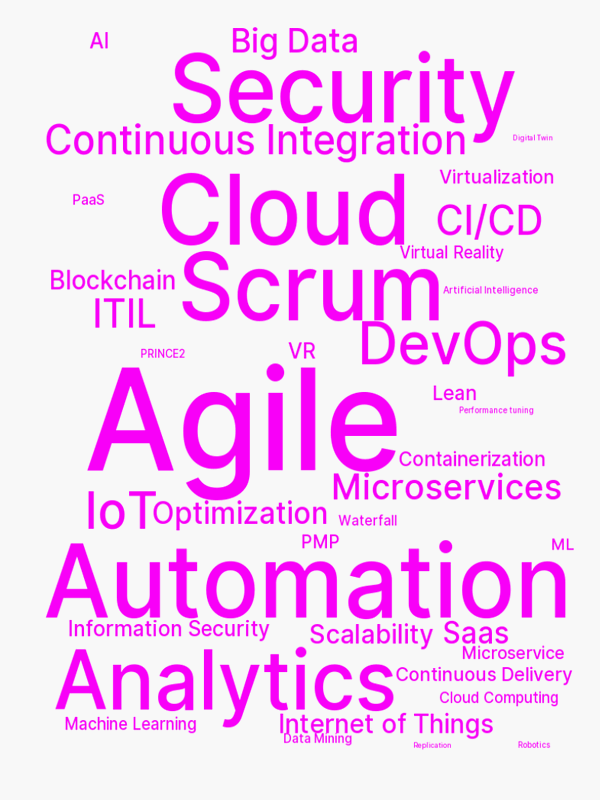 AI
Big Data
Security
Continuous Integration
Digital Twin
Cloud
Virtualization
PaaS
CI/CD
Virtual Reality
Scrum
Blockchain
Artificial Intelligence
ITIL
DevOps
PRINCE2
VR
Agile
Lean
Performance tuning
Containerization
Microservices
IoT
Optimization
Waterfall
PMP
ML
Automation
Information Security
Scalability
Saas
Microservice
Analytics
Continuous Delivery
Cloud Computing
Machine Learning
Internet of Things
Data Mining
Replication
Robotics